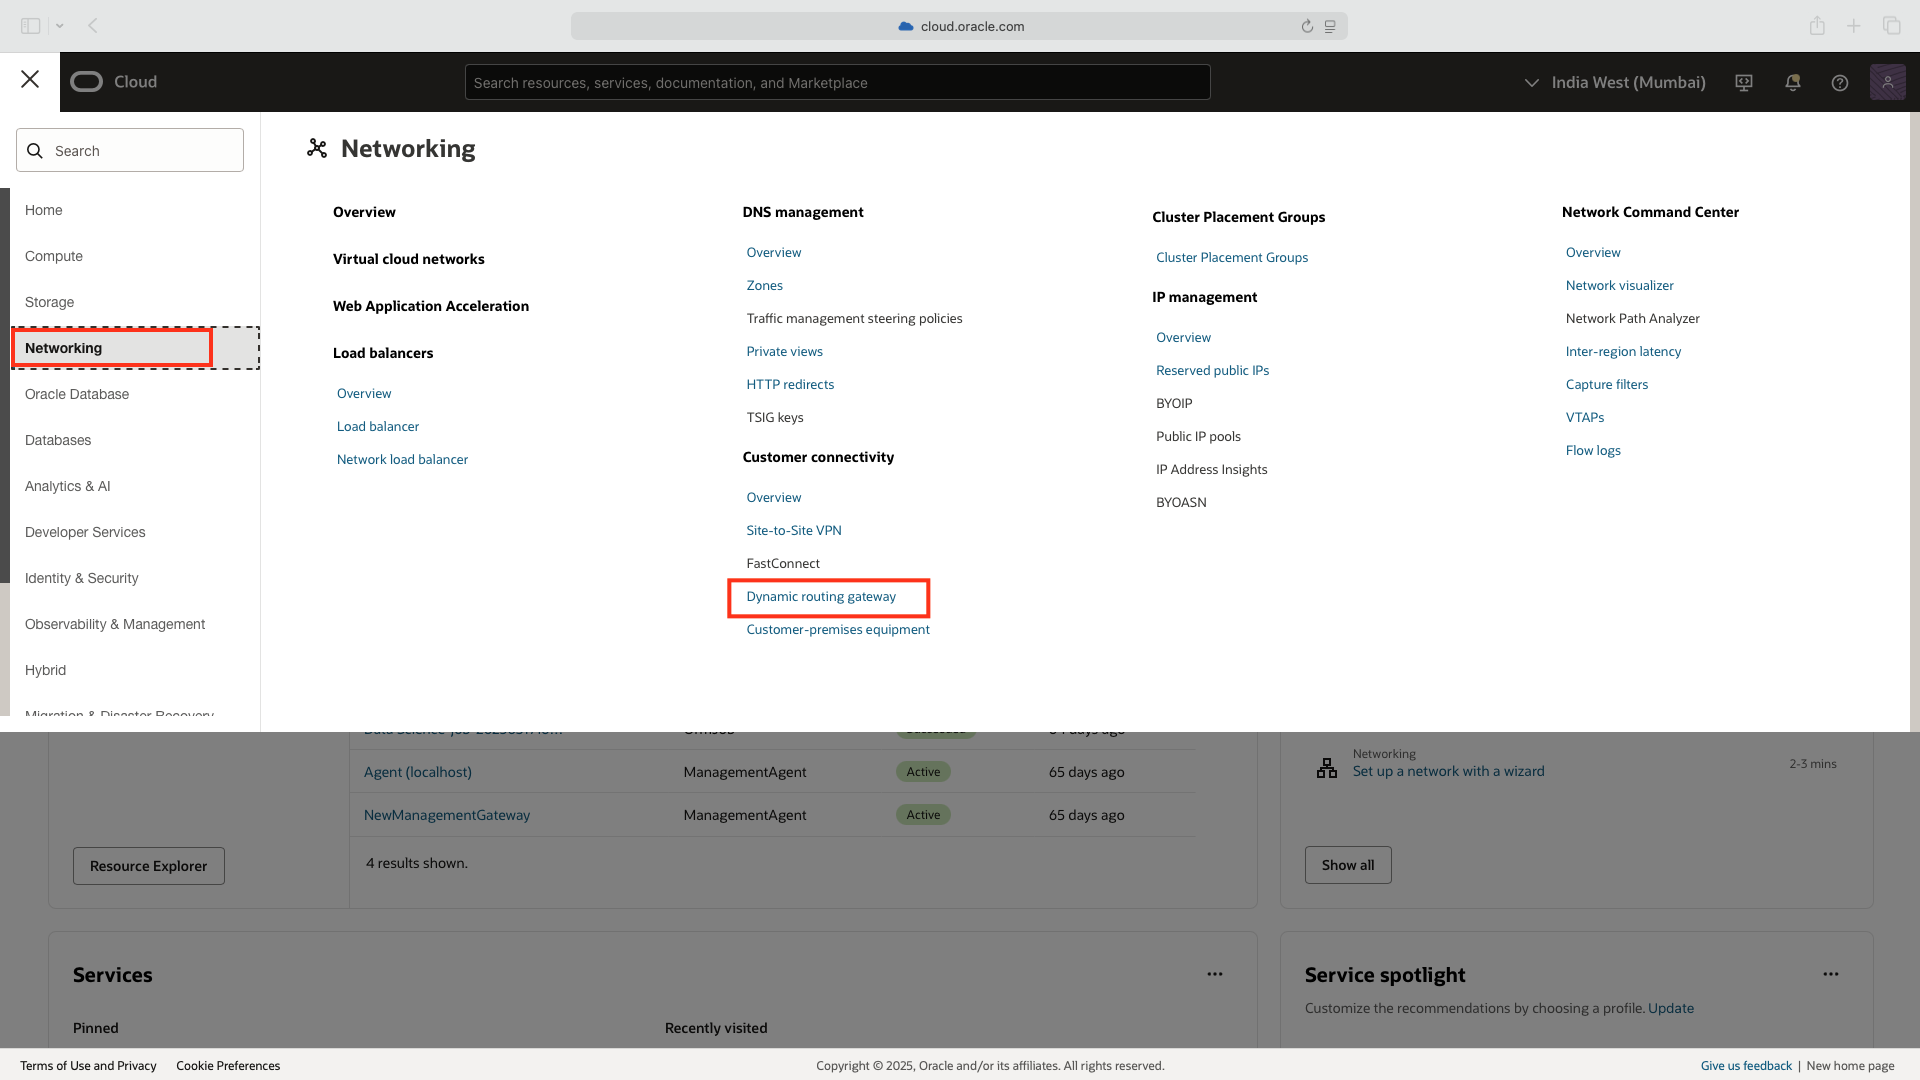 cloud.oracle.com
Cloud
Search resources, services, documentation, and Marketplace
India West (Mumbai)
Search
Home
Compute
Storage
Networking
Oracle Database
Databases
Analytics & AI
Developer Services
Identity & Security
Observability & Management
Hybrid
Migration & Disaster Recovery
Networking
Overview
Virtual cloud networks
Web Application Acceleration
Load balancers
Overview
Load balancer
Network load balancer
DNS management
Overview
Zones
Traffic management steering policies
Private views
HTTP redirects
TSIG keys
Customer connectivity
Overview
Site-to-Site VPN
FastConnect
Dynamic routing gateway
Customer-premises equipment
Cluster Placement Groups
Cluster Placement Groups
IP management
Overview
Reserved public IPs
BYOIP
Public IP pools
IP Address Insights
BYOASN
Network Command Center
Overview
Network visualizer
Network Path Analyzer
Inter-region latency
Capture filters
VTAPs
Flow logs
days ago
Agent (localhost) ManagementAgent Active 65 days ago
NewManagementGateway ManagementAgent Active 65 days ago
4 results shown.
Resource Explorer
Networking
Set up a network with a wizard
2-3 mins
Show all
Services
Pinned
Recently visited
Service spotlight
Customize the recommendations by choosing a profile. Update
Terms of Use and Privacy
Cookie Preferences
Copyright © 2025, Oracle and/or its affiliates. All rights reserved.
Give us feedback | New home page